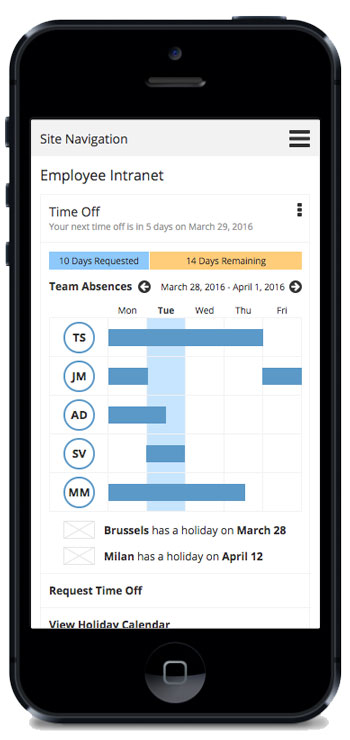 Site Navigation
Employee Intranet
Time Off
Your next time off is in 5 days on March 29, 2016
10 Days Requested 14 Days Remaining
Team Absences March 28, 2016 - April 1, 2016
Mon Tue Wed Thu Fri
TS
JM
AD
SV
MM
Brussels has a holiday on March 28
Milan has a holiday on April 12
Request Time Off
View Holiday Calendar